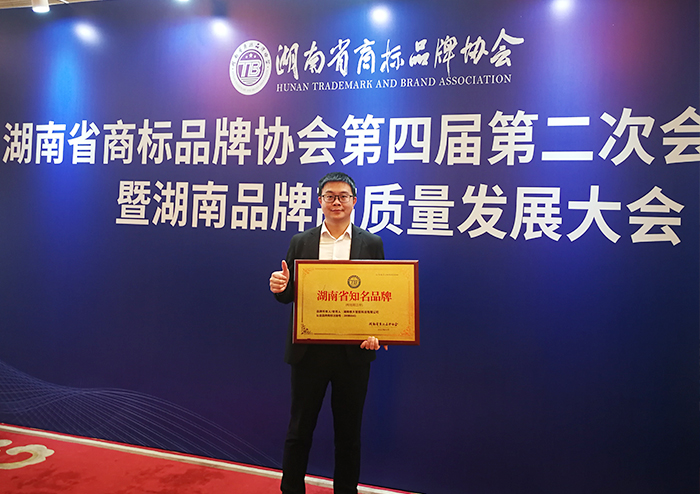 TB
湖南省商标品牌协会
HUNAN TRADEMARK AND BRAND ASSOCIATION
湖南省商标品牌协会第四届第二次会
暨湖南品牌 质量发展大会
湖南省知名品牌